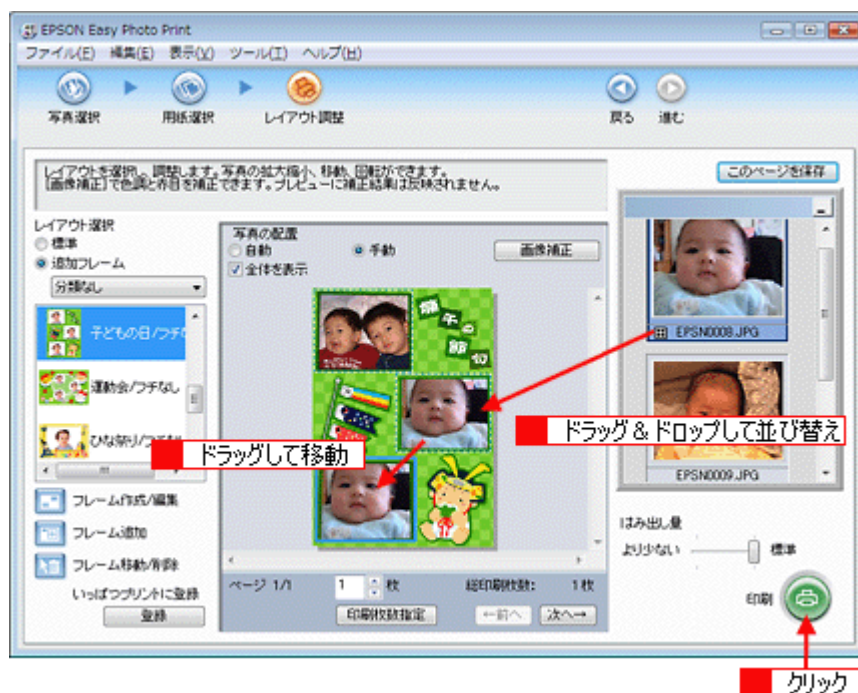 EPSON Easy Photo Print
ファイル(F) 編集(E) 表示(V) ツール(T) ヘルプ(H)
写真選択 用紙選択 レイアウト調整 戻る 進む
レイアウトを選択し、調整します。写真の拡大縮小、移動、回転ができます。
[画像補正]で色調と赤目を補正できます。プレビューに補正結果は反映されません。
このページを保存
レイアウト選択
標準
追加フレーム
分類なし
子どもの日/フチな
運動会/フチなし
ひな祭り/フチなし
フレーム作成/編集
フレーム追加
フレーム移動/削除
いっぱつプリントに登録
登録
写真の配置
自動 手動 画像補正
全体を表示
端午の節句
ドラッグして移動
ページ 1/1 1 枚 総印刷枚数: 1枚
印刷枚数指定 ←前へ 次へ→
EPSN0008.JPG
ドラッグ&ドロップして並び替え
EPSN0009.JPG
はみ出し量
より少ない 標準
印刷
クリック